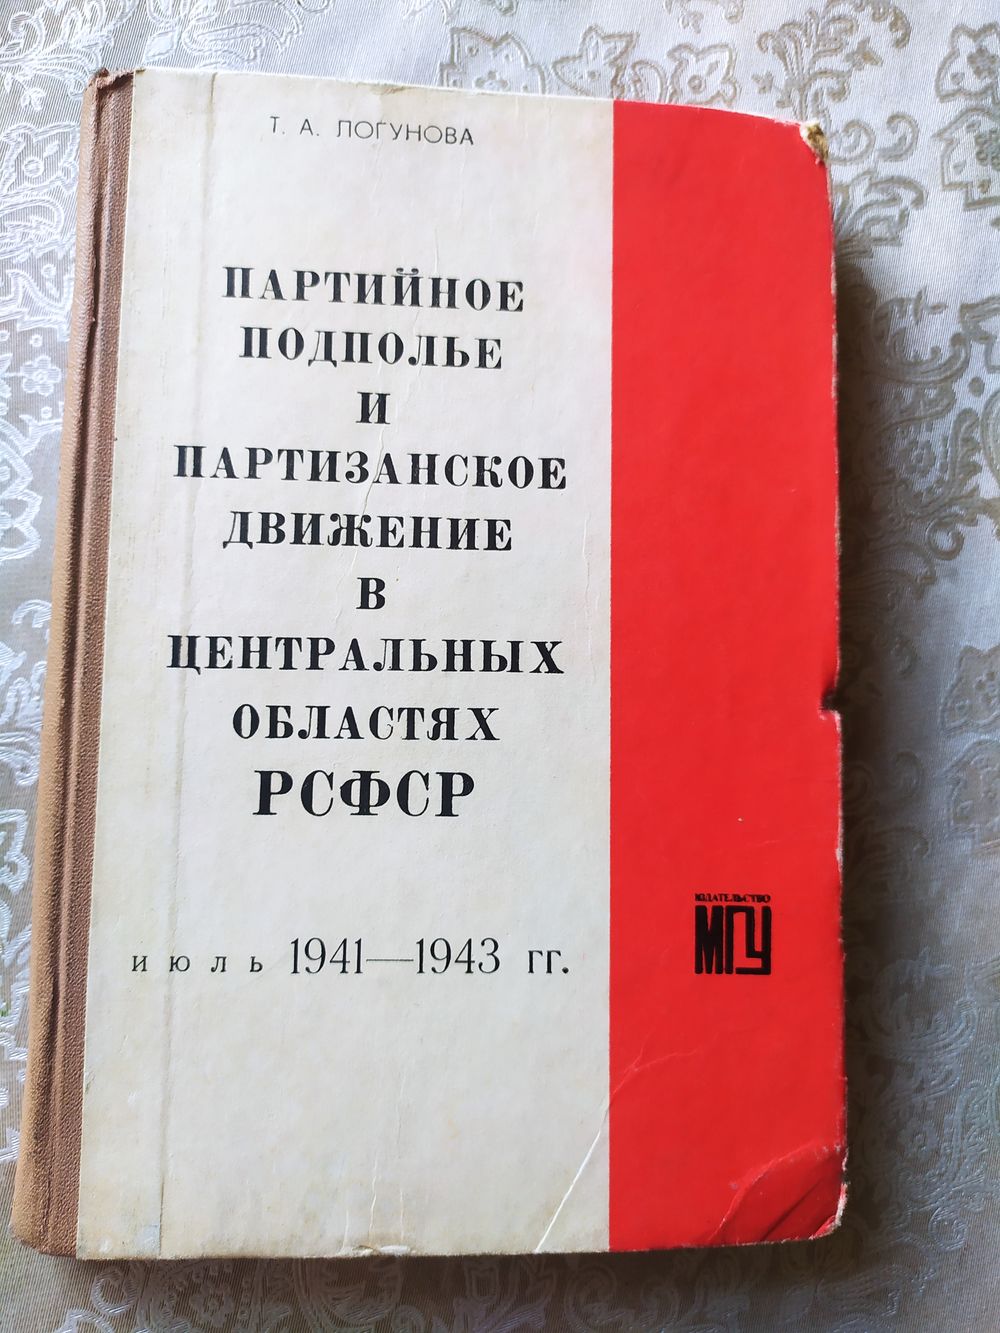 Т. А. ЛОГУНОВА
ПАРТИЙНОЕ
ПОДПОЛЬЕ
И
ПАРТИЗАНСКОЕ
ДВИЖЕНИЕ
В
ЦЕНТРАЛЬНЫХ
ОБЛАСТЯХ
РСФСР
июль 1941—1943 гг.
ИЗДАТЕЛЬСТВО
МГУ